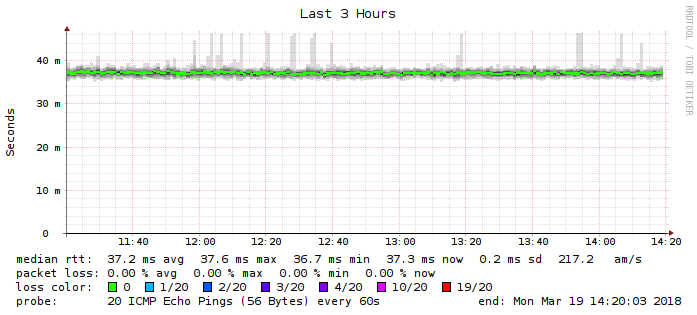 Last 3 Hours
RRDTOOL / TOBI OETIKER
Seconds
40 m
30 m
20 m
10 m
0
11:40 12:00 12:20 12:40 13:00 13:20 13:40 14:00 14:20
median rtt: 37.2 ms avg 37.6 ms max 36.7 ms min 37.3 ms now 0.2 ms sd 217.2 am/s
packet loss: 0.00 % avg 0.00 % max 0.00 % min 0.00 % now
loss color: 0 1/20 2/20 3/20 4/20 10/20 19/20
probe: 20 ICMP Echo Pings (56 Bytes) every 60s end: Mon Mar 19 14:20:03 2018